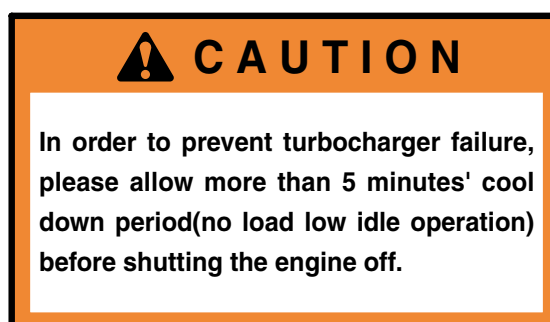 CAUTION
In order to prevent turbocharger failure,
please allow more than 5 minutes' cool
down period(no load low idle operation)
before shutting the engine off.